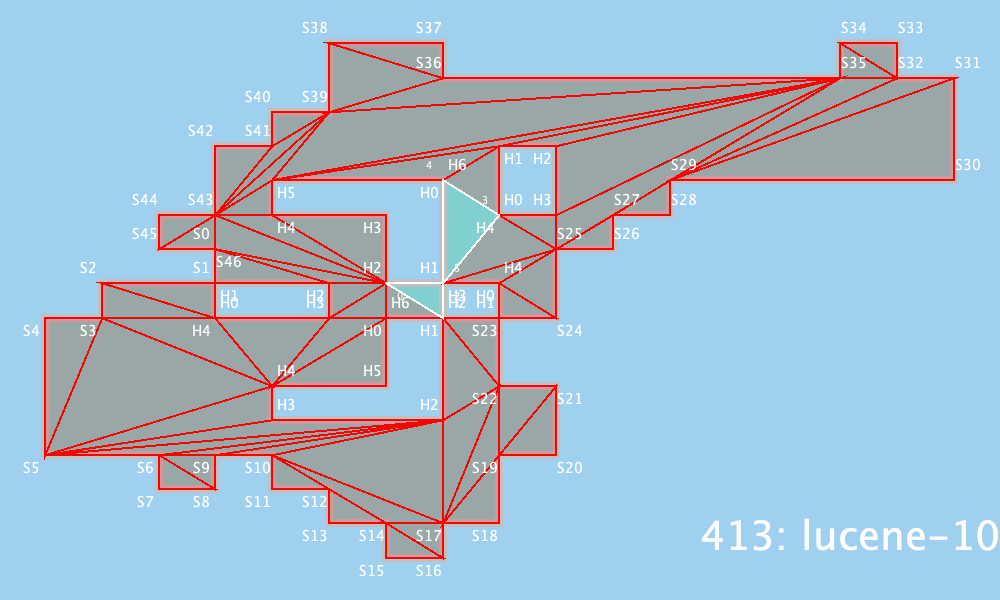 S38 S37 S34 S33
S36 S35 S32 S31
S40 S39
S42 S41
4 H6 H1 H2 S29 S30
S44 S43 H5 H0 3 H0 H3 S27 S28
S45 S0 H4 H3 H4 S25 S26
S2 S1 S46 H2 H1 H4
H1 H0 H2 H3 H6 H3 H2 H0 H1
S4 S3 H4 H0 H1 S23 S24
H4 H5
H3 H2 S22 S21
S5 S6 S9 S10 S19 S20
S7 S8 S11 S12
S13 S14 S17 S18
S15 S16
413: lucene-10